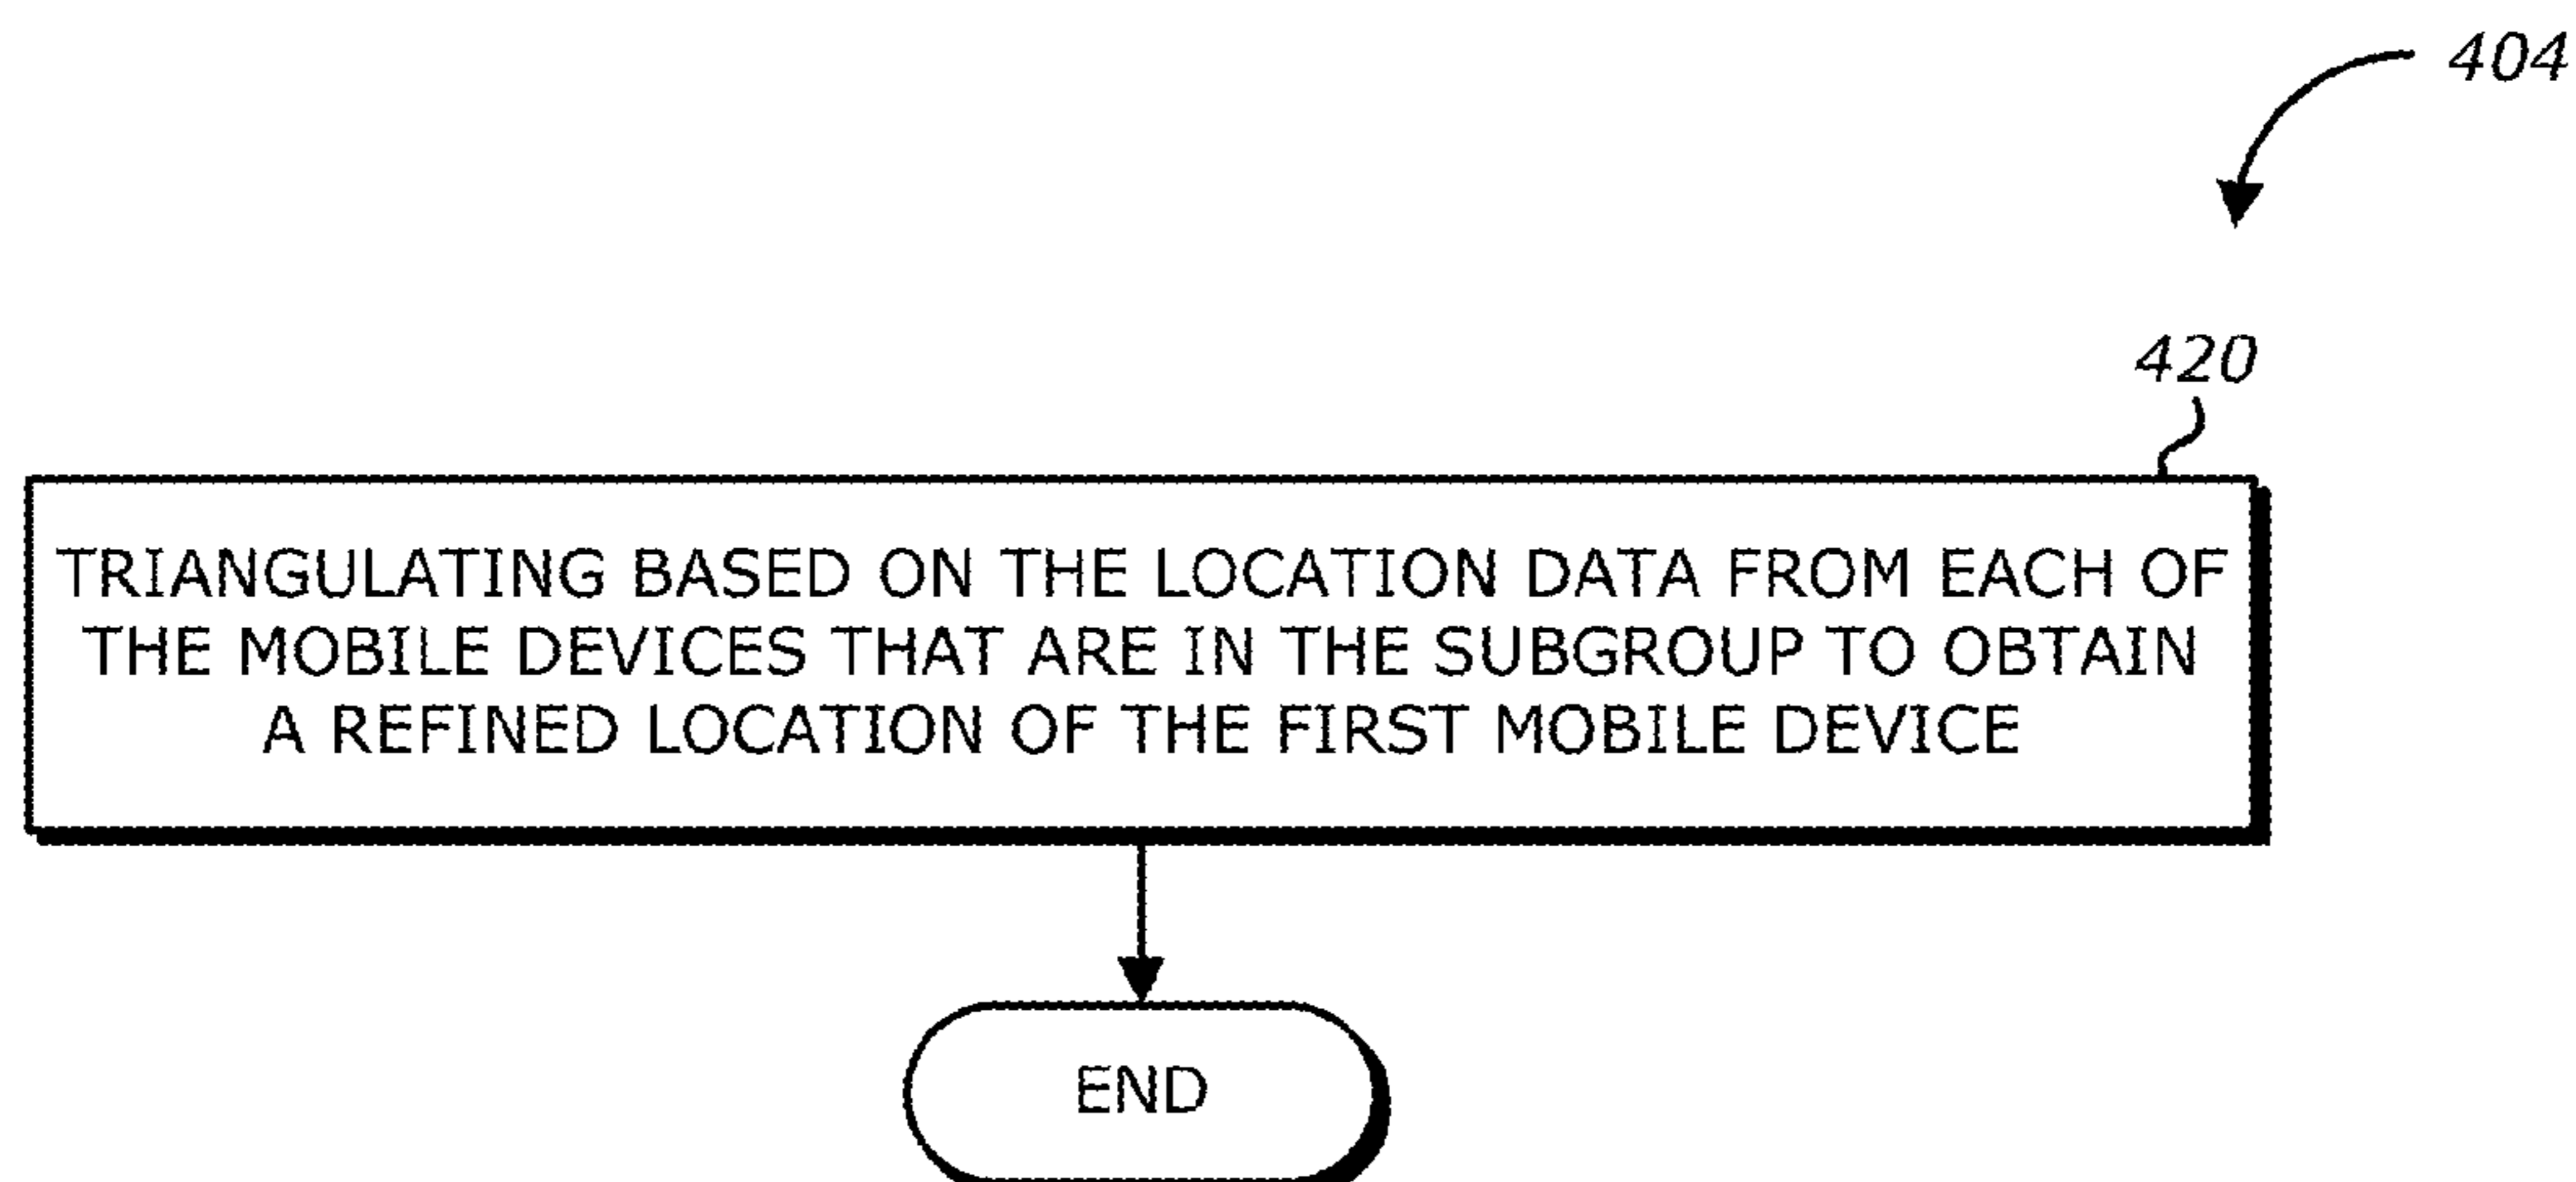 404
420
TRIANGULATING BASED ON THE LOCATION DATA FROM EACH OF
THE MOBILE DEVICES THAT ARE IN THE SUBGROUP TO OBTAIN
A REFINED LOCATION OF THE FIRST MOBILE DEVICE
END